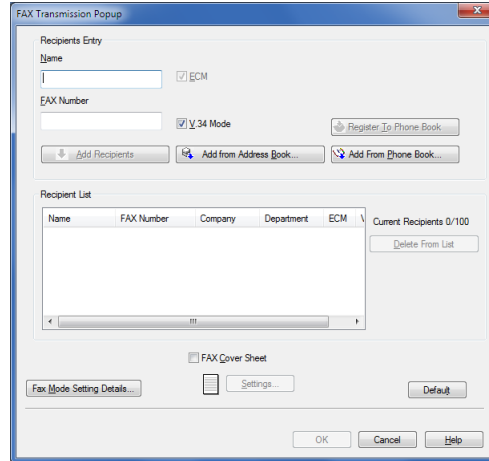 FAX Transmission Popup
Recipients Entry
Name
ECM
FAX Number
V.34 Mode
Register To Phone Book
Add Recipients
Add from Address Book...
Add From Phone Book...
Recipient List
Name FAX Number Company Department ECM V
Current Recipients 0/100
Delete From List
FAX Cover Sheet
Fax Mode Setting Details...
Settings...
Default
OK Cancel Help